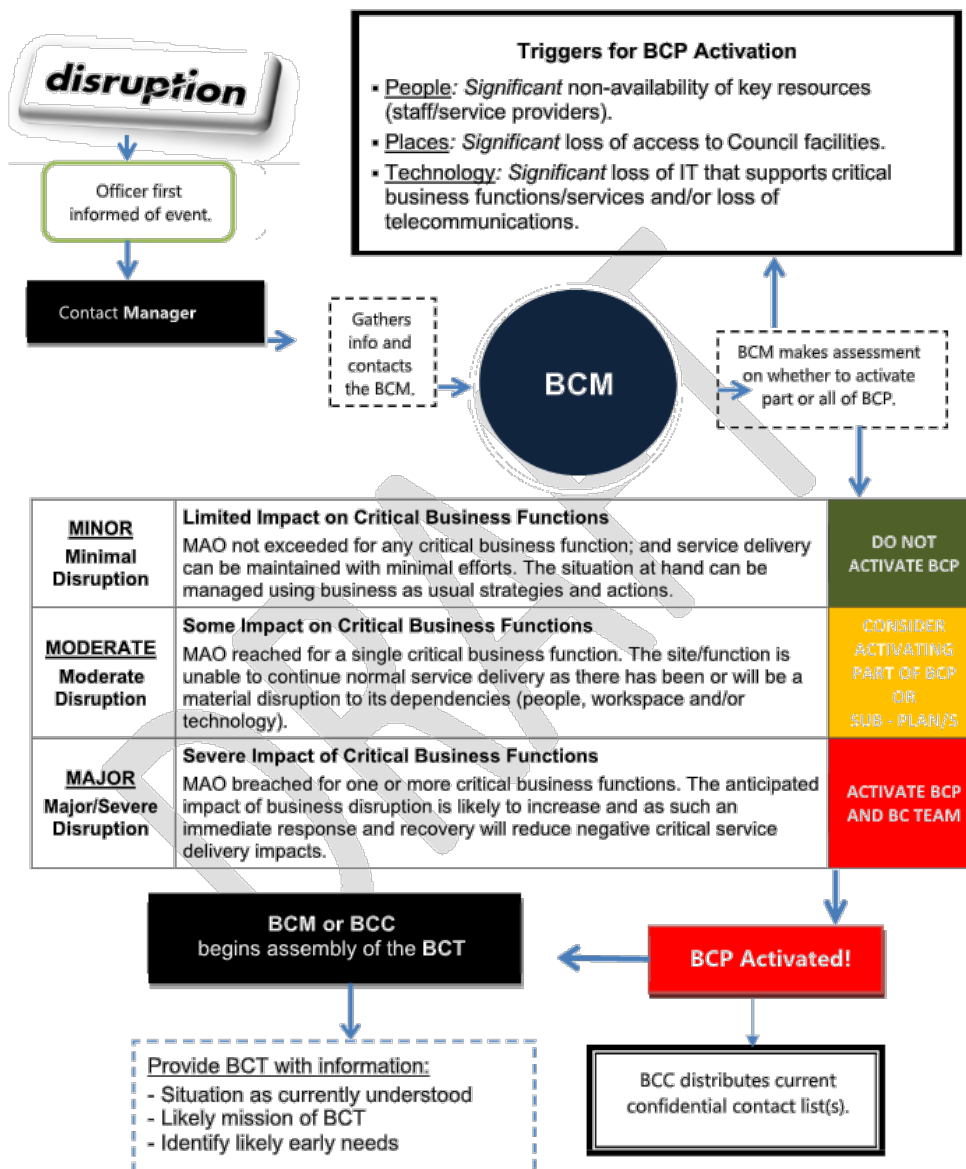 disruption
Officer first
informed of event.
Contact Manager
Gathers
info and
contacts
the BCM.
BCM
Triggers for BCP Activation
▪ People: Significant non-availability of key resources
(staff/service providers).
▪ Places: Significant loss of access to Council facilities.
▪ Technology: Significant loss of IT that supports critical
business functions/services and/or loss of
telecommunications.
BCM makes assessment
on whether to activate
part or all of BCP.
MINOR
Minimal
Disruption
Limited Impact on Critical Business Functions
MAO not exceeded for any critical business function; and service delivery
can be maintained with minimal efforts. The situation at hand can be
managed using business as usual strategies and actions.
DO NOT
ACTIVATE BCP
MODERATE
Moderate
Disruption
Some Impact on Critical Business Functions
MAO reached for a single critical business function. The site/function is
unable to continue normal service delivery as there has been or will be a
material disruption to its dependencies (people, workspace and/or
technology).
CONSIDER
ACTIVATING
PART OF BCP
OR
SUB - PLAN/S
MAJOR
Major/Severe
Disruption
Severe Impact of Critical Business Functions
MAO breached for one or more critical business functions. The anticipated
impact of business disruption is likely to increase and as such an
immediate response and recovery will reduce negative critical service
delivery impacts.
ACTIVATE BCP
AND BC TEAM
BCP Activated!
BCM or BCC
begins assembly of the BCT
Provide BCT with information:
- Situation as currently understood
- Likely mission of BCT
- Identify likely early needs
BCC distributes current
confidential contact list(s).
DRAFT